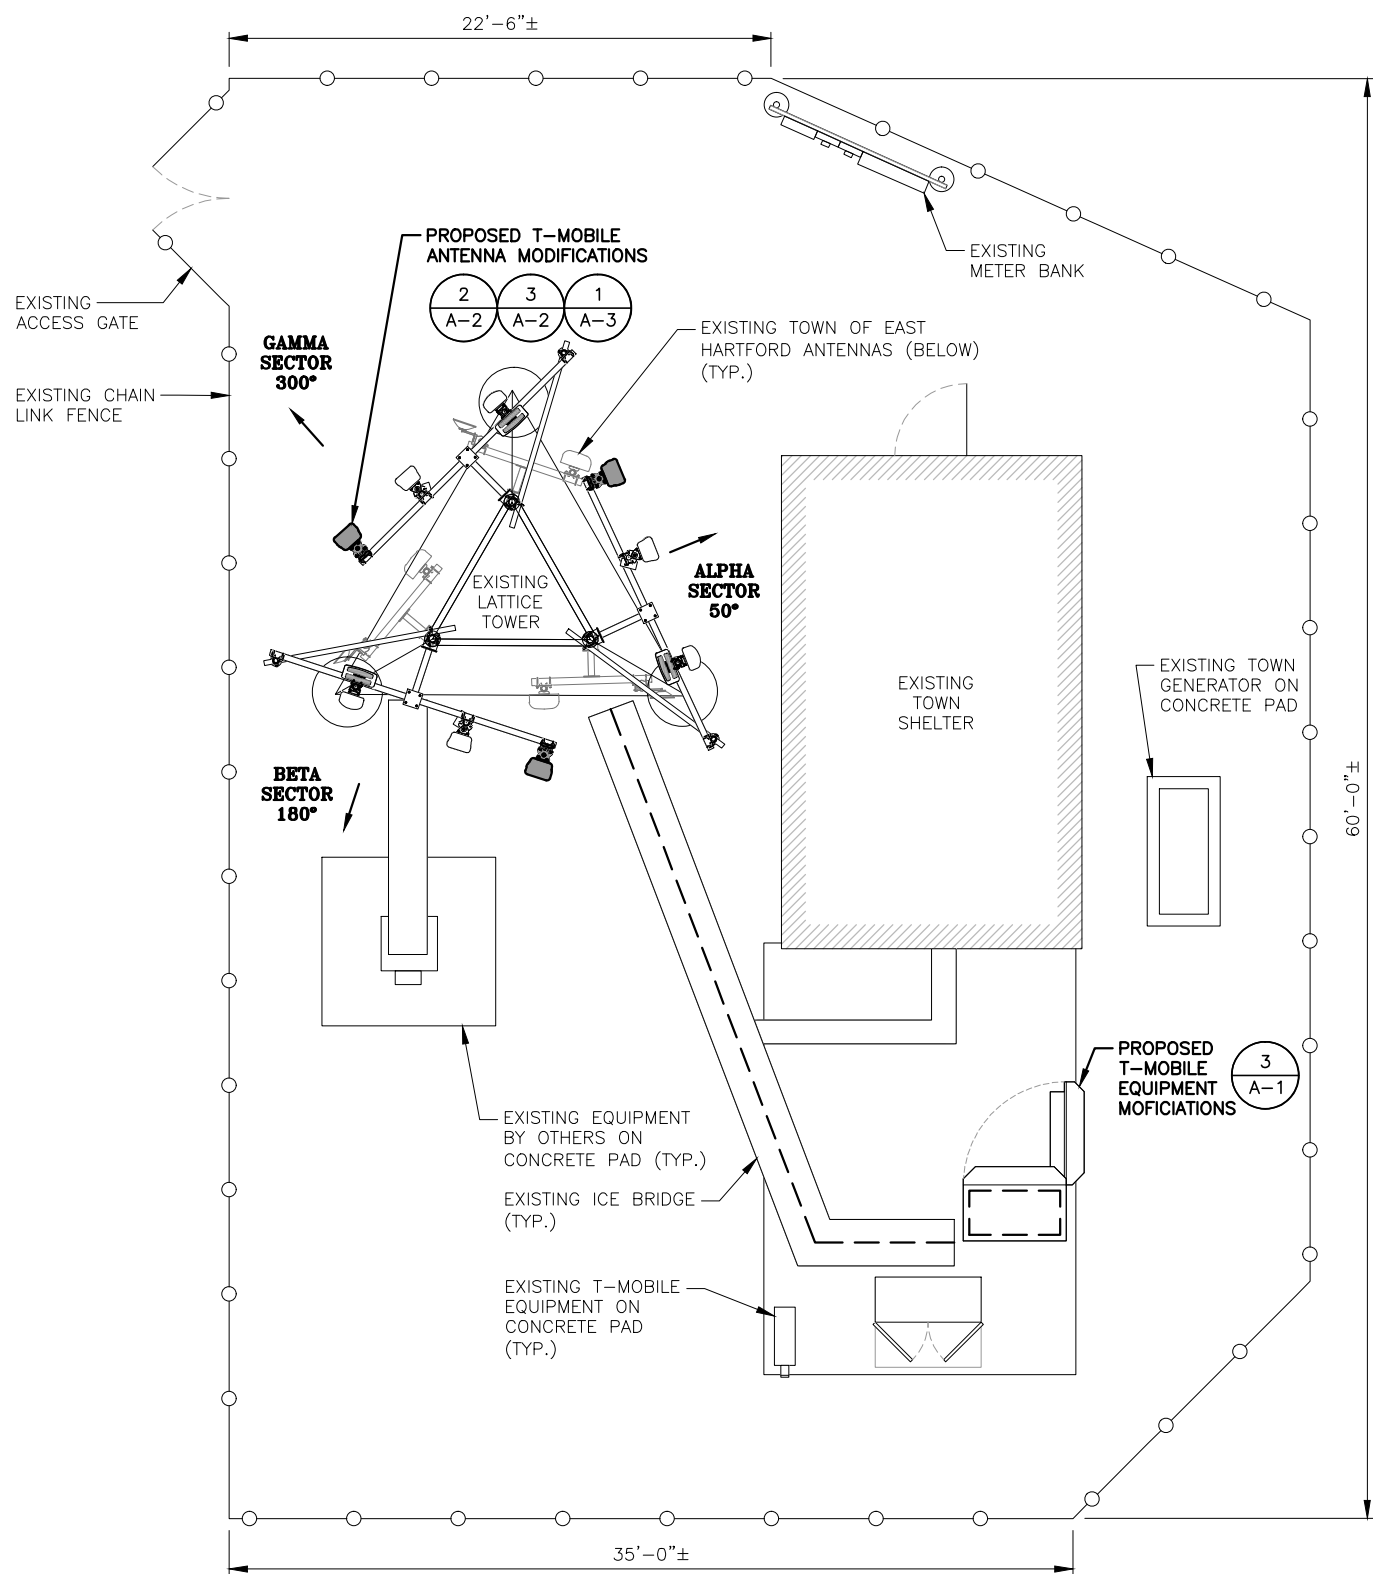 22'-6"±
PROPOSED T-MOBILE
ANTENNA MODIFICATIONS
2
A-2
3
A-2
1
A-3
EXISTING
METER BANK
EXISTING
ACCESS GATE
GAMMA
SECTOR
300°
EXISTING TOWN OF EAST
HARTFORD ANTENNAS (BELOW)
(TYP.)
EXISTING CHAIN
LINK FENCE
EXISTING
LATTICE
TOWER
ALPHA
SECTOR
50°
EXISTING
TOWN
SHELTER
EXISTING TOWN
GENERATOR ON
CONCRETE PAD
BETA
SECTOR
180°
60'-0"±
PROPOSED
T-MOBILE
EQUIPMENT
MOFICIATIONS
3
A-1
EXISTING EQUIPMENT
BY OTHERS ON
CONCRETE PAD (TYP.)
EXISTING ICE BRIDGE
(TYP.)
EXISTING T-MOBILE
EQUIPMENT ON
CONCRETE PAD
(TYP.)
35'-0"±